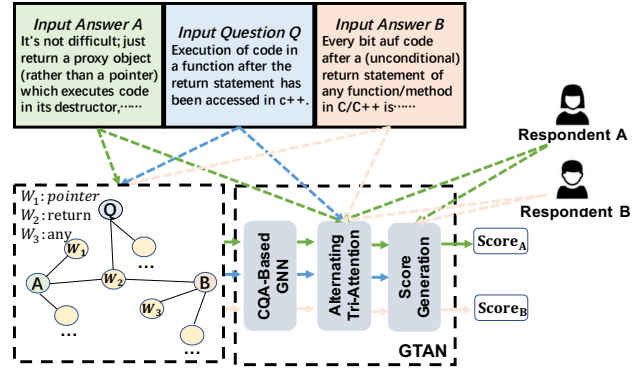 Input Answer A
It's not difficult; just
return a proxy object
(rather than a pointer)
which executes code
in its destructor,······
Input Question Q
Execution of code in
a function after the
return statement has
been accessed in c++.
Input Answer B
Every bit auf code
after a (unconditional)
return statement of
any function/method
in C/C++ is······
Respondent A
Respondent B
W1: pointer
W2: return
W3: any
Q
W1
...
A
W2
B
W3
...
...
CQA-Based
GNN
Alternating
Tri-Attention
Score
Generation
GTAN
ScoreA
ScoreB